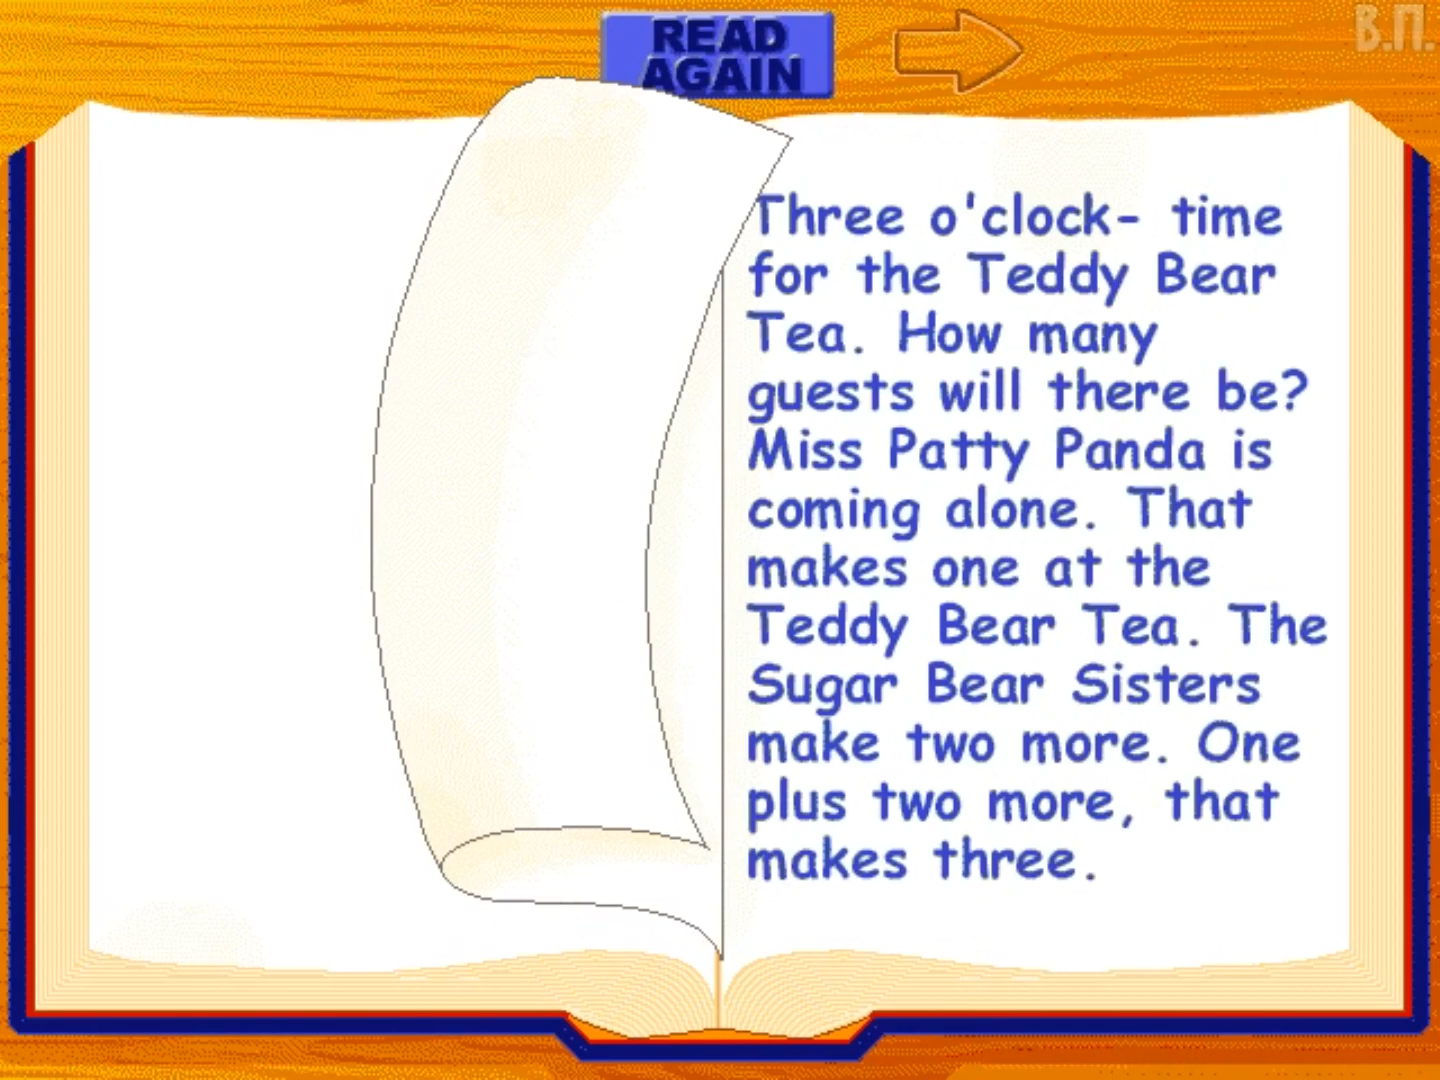 READ
AGAIN
В.П.
Three o'clock- time
for the Teddy Bear
Tea. How many
guests will there be?
Miss Patty Panda is
coming alone. That
makes one at the
Teddy Bear Tea. The
Sugar Bear Sisters
make two more. One
plus two more, that
makes three.